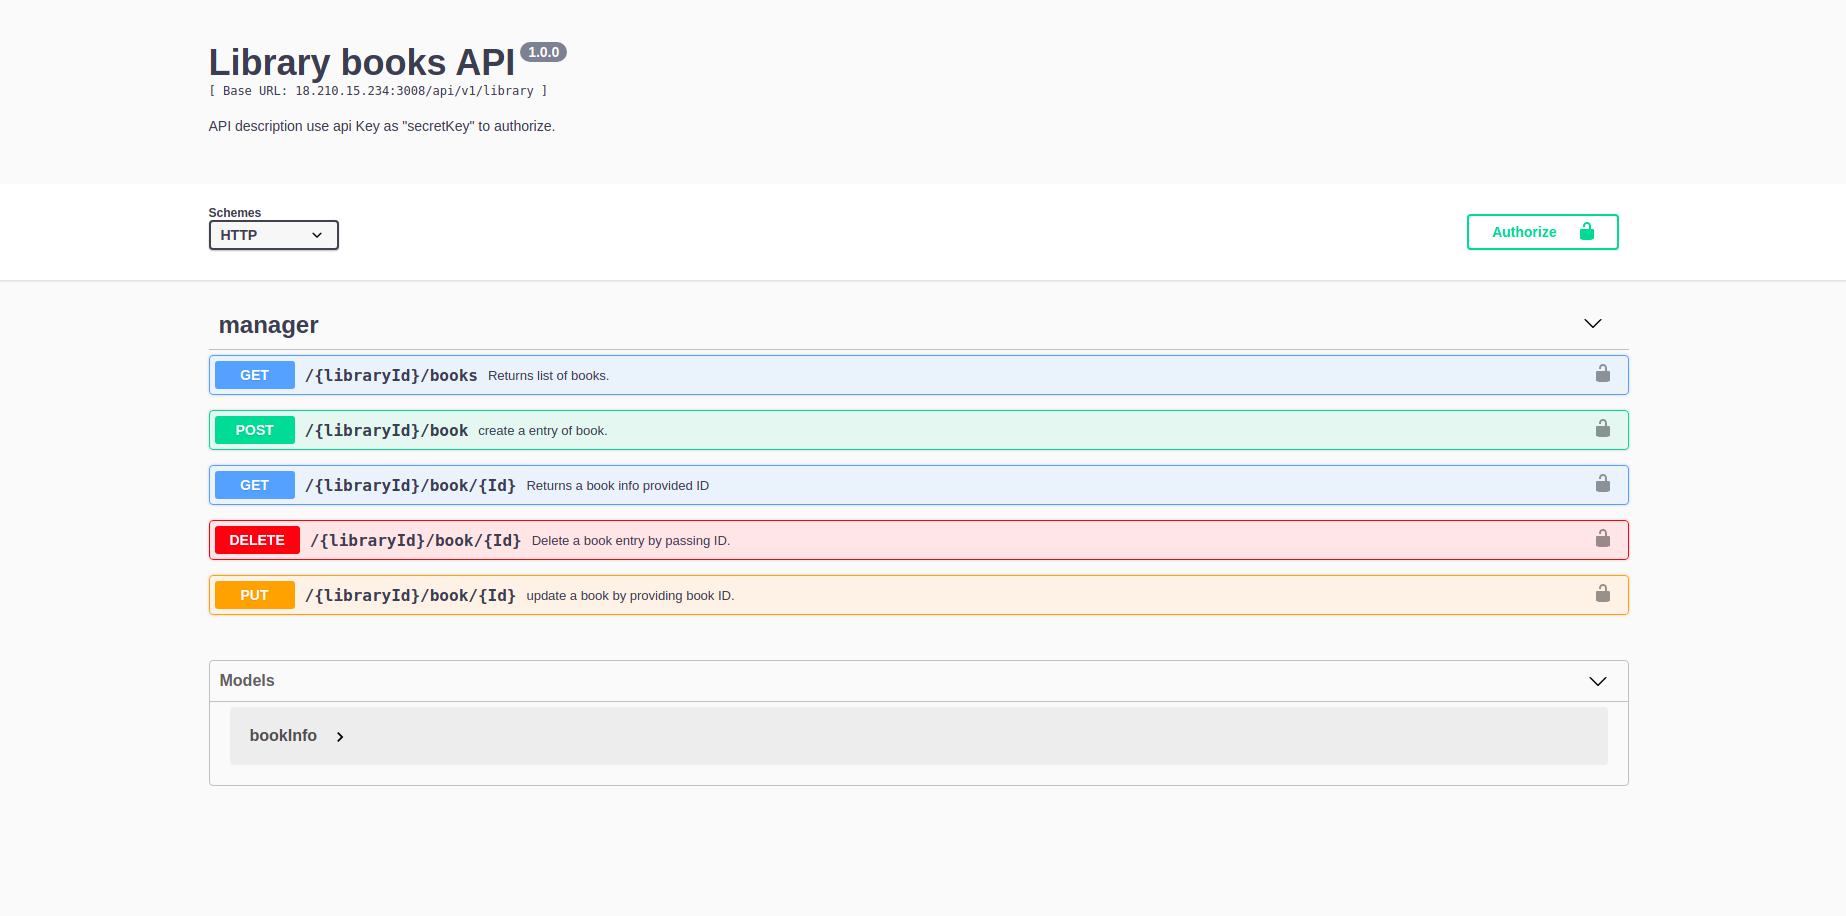 Library books API 1.0.0
[ Base URL: 18.210.15.234:3008/api/v1/library ]
API description use api Key as "secretKey" to authorize.
Schemes
HTTP
Authorize
manager
GET /{libraryId}/books Returns list of books.
POST /{libraryId}/book create a entry of book.
GET /{libraryId}/book/{Id} Returns a book info provided ID
DELETE /{libraryId}/book/{Id} Delete a book entry by passing ID.
PUT /{libraryId}/book/{Id} update a book by providing book ID.
Models
bookInfo